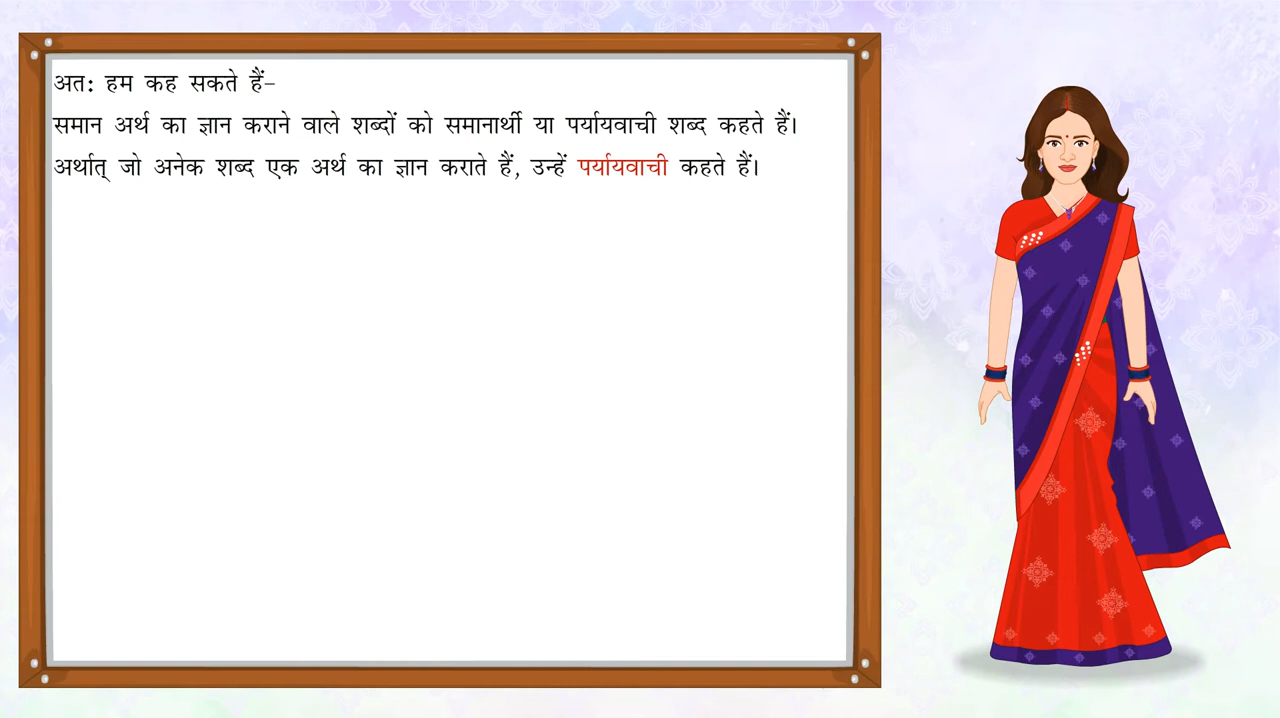 अत: हम कह सकते हैं-
समान अर्थ का ज्ञान कराने वाले शब्दों को समानार्थी या पर्यायवाची शब्द कहते हैं।
अर्थात् जो अनेक शब्द एक अर्थ का ज्ञान कराते हैं, उन्हें पर्यायवाची कहते हैं।